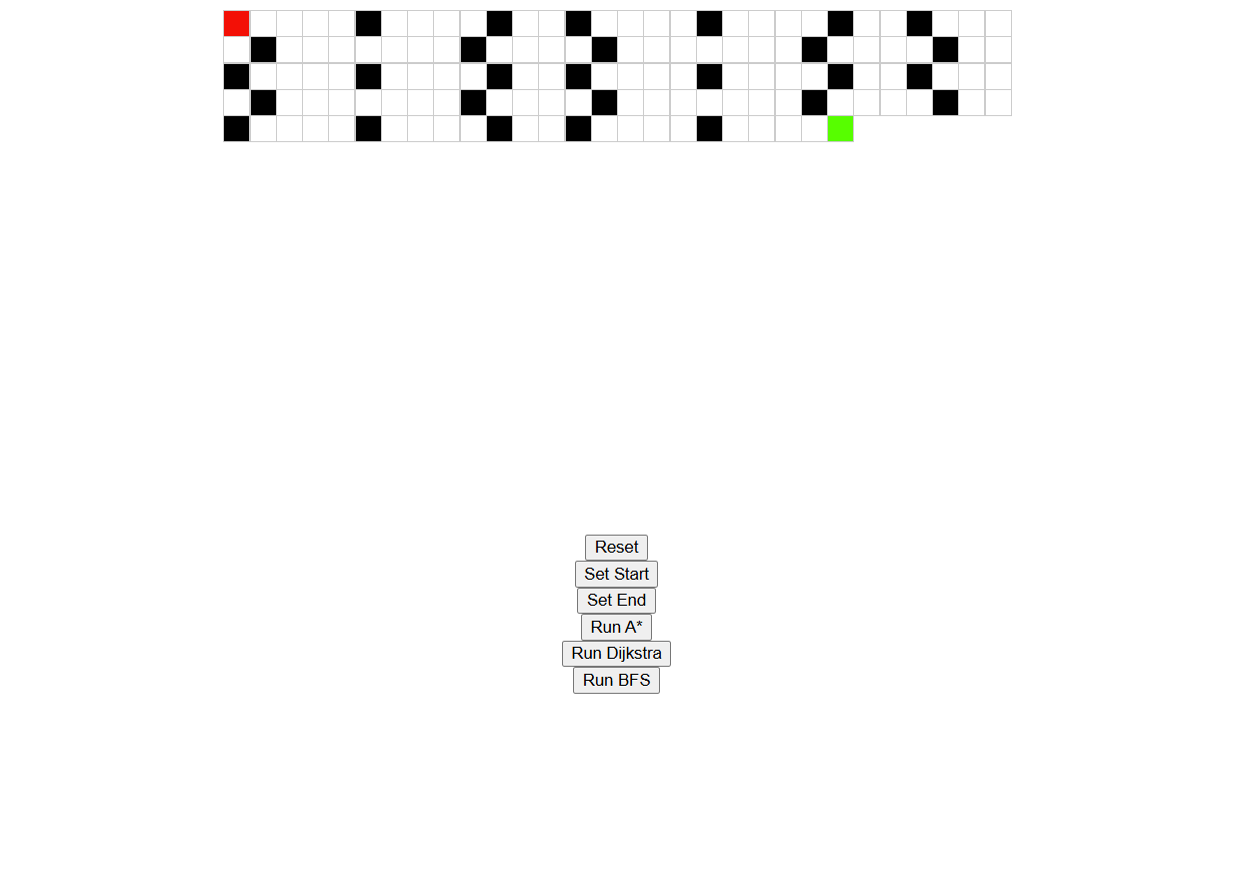 Reset
Set Start
Set End
Run A*
Run Dijkstra
Run BFS